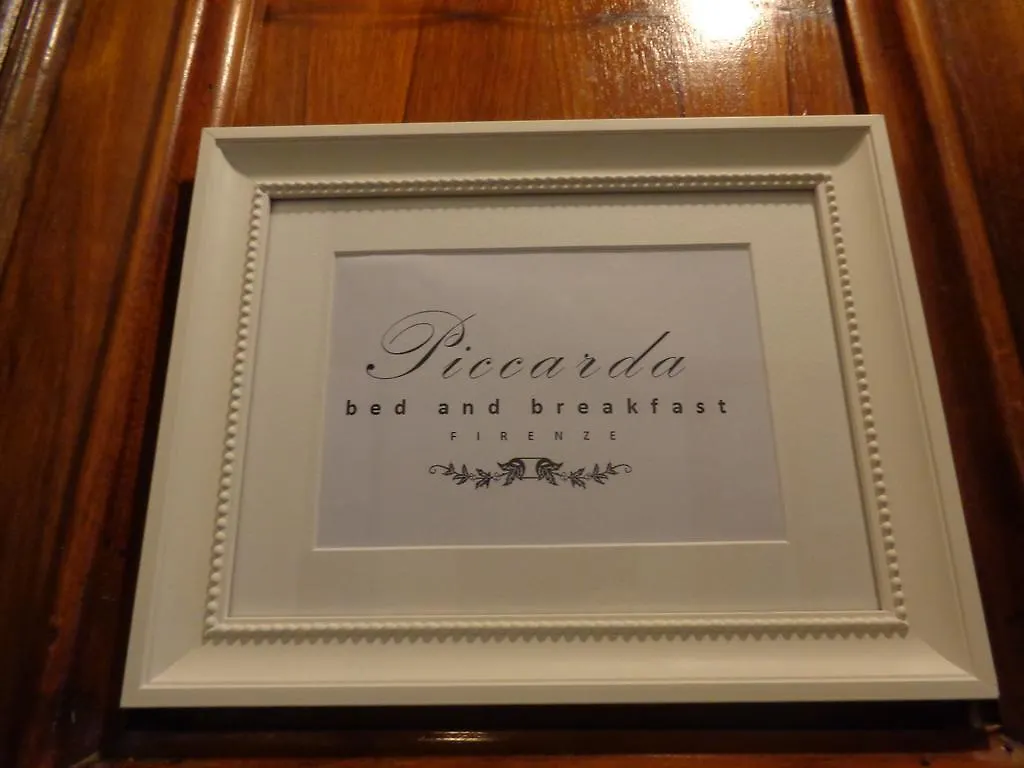 Piccarda
bed and breakfast
FIRENZE